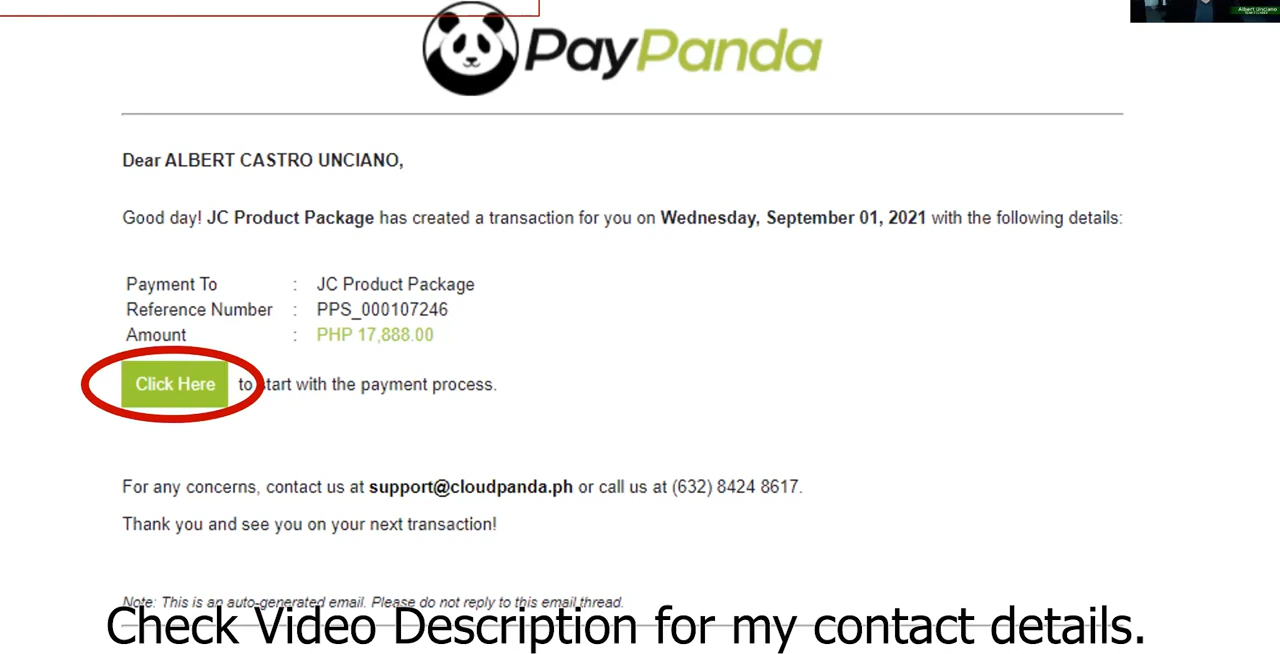 Albert Unciano
PayPanda
Dear ALBERT CASTRO UNCIANO,
Good day! JC Product Package has created a transaction for you on Wednesday, September 01, 2021 with the following details:
Payment To : JC Product Package
Reference Number : PPS_000107246
Amount : PHP 17,888.00
Click Here to start with the payment process.
For any concerns, contact us at support@cloudpanda.ph or call us at (632) 8424 8617.
Thank you and see you on your next transaction!
Note: This is an auto-generated email. Please do not reply to this email thread.
Check Video Description for my contact details.